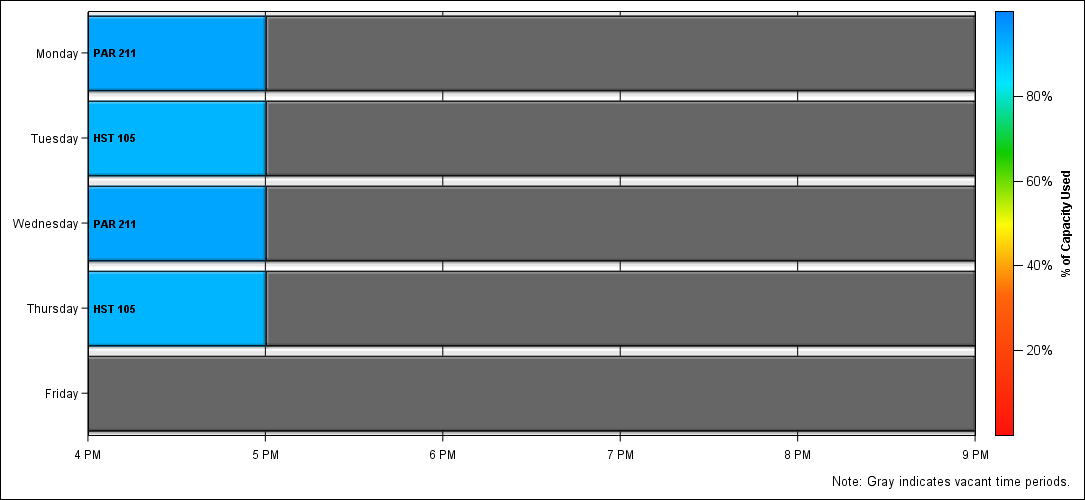 Monday
PAR 211
Tuesday
HST 105
Wednesday
PAR 211
Thursday
HST 105
Friday
4 PM 5 PM 6 PM 7 PM 8 PM 9 PM
80%
60%
40%
20%
% of Capacity Used
Note: Gray indicates vacant time periods.